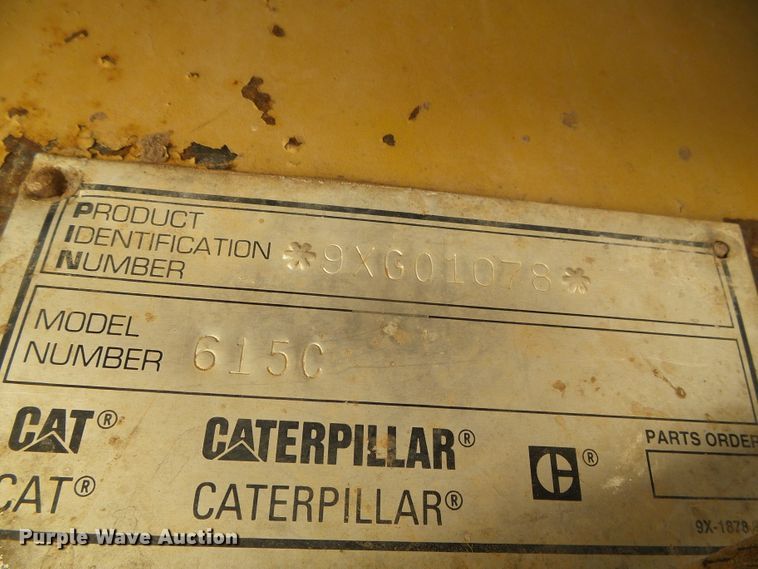 PRODUCT
IDENTIFICATION
NUMBER
*9XG01078*
MODEL
NUMBER
615C
CAT®
CATERPILLAR®
C®
PARTS ORDER
CAT®
CATERPILLAR®
9X-1878
Purple Wave Auction